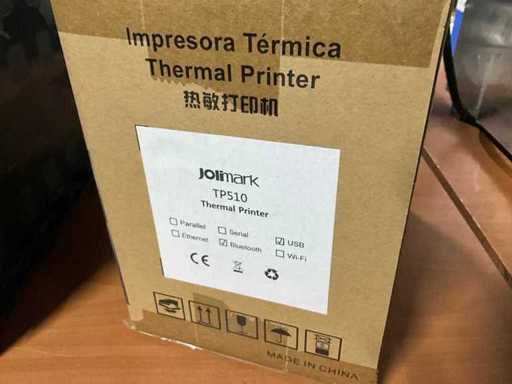 Impresora Térmica
Thermal Printer
热敏打印机
Jolimark
TP510
Thermal Printer
☐ Parallel ☐ Serial ☑ USB
☐ Ethernet ☑ Bluetooth ☐ Wi-Fi
CE
MADE IN CHINA